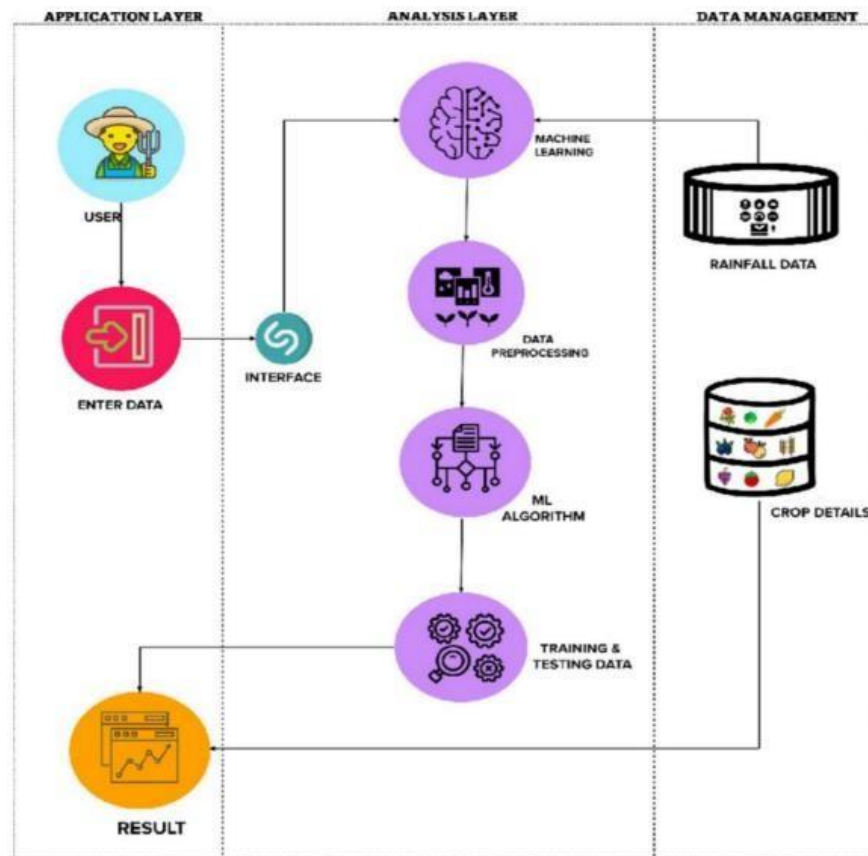 APPLICATION LAYER
ANALYSIS LAYER
DATA MANAGEMENT
USER
ENTER DATA
INTERFACE
MACHINE
LEARNING
DATA
PREPROCESSING
ML
ALGORITHM
TRAINING &
TESTING DATA
RAINFALL DATA
CROP DETAILS
RESULT